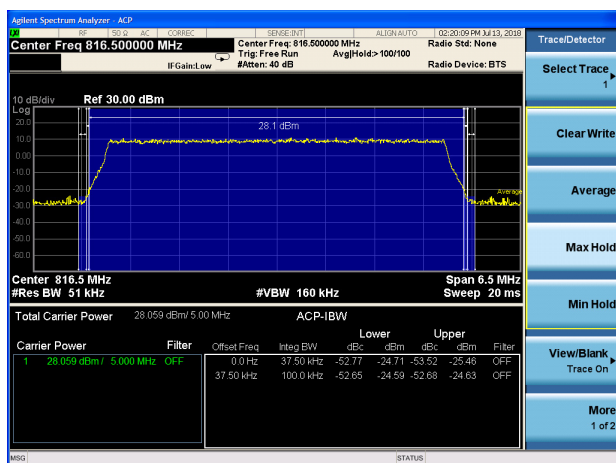 Agilent Spectrum Analyzer - ACP
LXI RF 50 Ω AC CORREC SENSE:INT ALIGN AUTO 02:20:09 PM Jul 13, 2018
Center Freq 816.500000 MHz
Center Freq: 816.500000 MHz Radio Std: None
Trig: Free Run Avg|Hold:>100/100
IFGain:Low #Atten: 40 dB Radio Device: BTS
10 dB/div Ref 30.00 dBm
Log
20.0
28.1 dBm
10.0
0.00
-10.0
-20.0
Average
-30.0
-40.0
-50.0
-60.0
Center 816.5 MHz Span 6.5 MHz
#Res BW 51 kHz #VBW 160 kHz Sweep 20 ms
Total Carrier Power 28.059 dBm/ 5.00 MHz ACP-IBW
Lower Upper
Carrier Power Filter Offset Freq Integ BW dBc dBm dBc dBm Filter
1 28.059 dBm / 5.000 MHz OFF 0.0 Hz 37.50 kHz -52.77 -24.71 -53.52 -25.46 OFF
37.50 kHz 100.0 kHz -52.65 -24.59 -52.68 -24.63 OFF
MSG STATUS
Trace/Detector
Select Trace
1
Clear Write
Average
Max Hold
Min Hold
View/Blank
Trace On
More
1 of 2